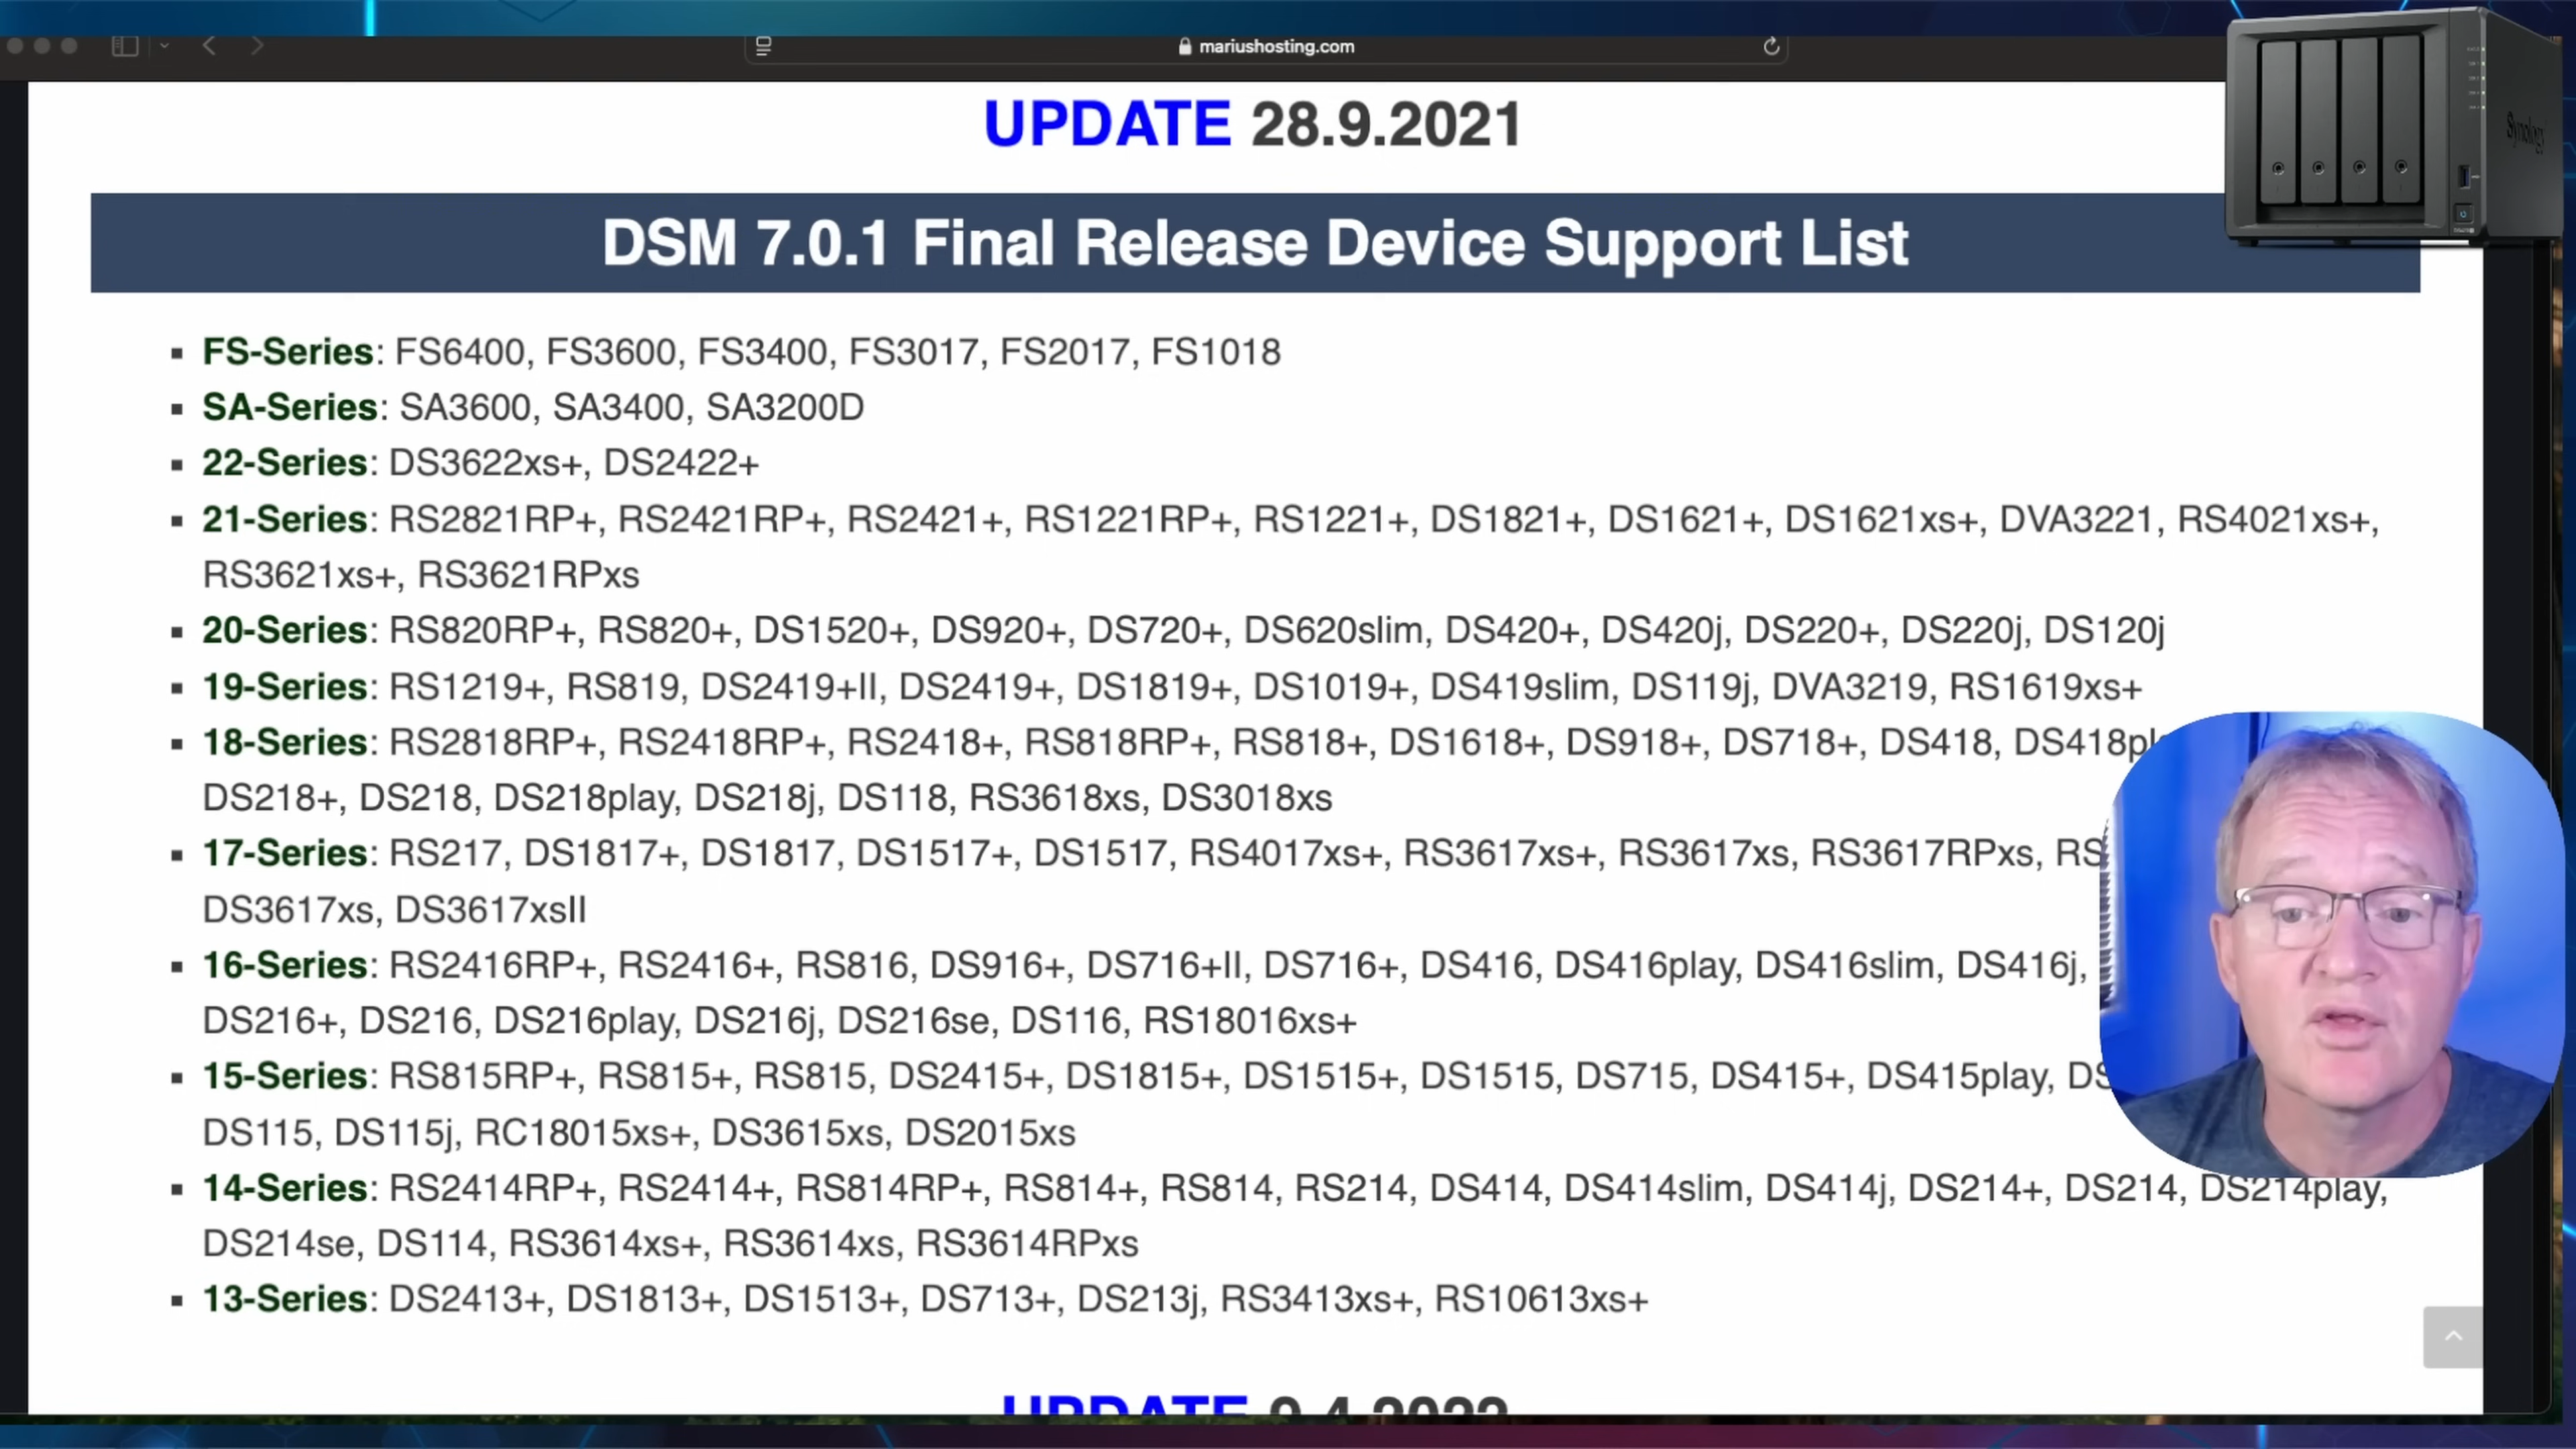 mariushosting.com
UPDATE 28.9.2021
Synology
DSM 7.0.1 Final Release Device Support List
FS-Series: FS6400, FS3600, FS3400, FS3017, FS2017, FS1018
SA-Series: SA3600, SA3400, SA3200D
22-Series: DS3622xs+, DS2422+
21-Series: RS2821RP+, RS2421RP+, RS2421+, RS1221RP+, RS1221+, DS1821+, DS1621+, DS1621xs+, DVA3221, RS4021xs+,
RS3621xs+, RS3621RPxs
20-Series: RS820RP+, RS820+, DS1520+, DS920+, DS720+, DS620slim, DS420+, DS420j, DS220+, DS220j, DS120j
19-Series: RS1219+, RS819, DS2419+II, DS2419+, DS1819+, DS1019+, DS419slim, DS119j, DVA3219, RS1619xs+
18-Series: RS2818RP+, RS2418RP+, RS2418+, RS818RP+, RS818+, DS1618+, DS918+, DS718+, DS418,
DS218+, DS218, DS218play, DS218j, DS118, RS3618xs, DS3018xs
17-Series: RS217, DS1817+, DS1817, DS1517+, DS1517, RS4017xs+, RS3617xs+, RS3617xs, RS3617RPxs,
DS3617xs, DS3617xsII
16-Series: RS2416RP+, RS2416+, RS816, DS916+, DS716+II, DS716+, DS416, DS416play, DS416slim, DS416j,
DS216+, DS216, DS216play, DS216j, DS216se, DS116, RS18016xs+
15-Series: RS815RP+, RS815+, RS815, DS2415+, DS1815+, DS1515+, DS1515, DS715, DS415+, DS415play,
DS115, DS115j, RC18015xs+, DS3615xs, DS2015xs
14-Series: RS2414RP+, RS2414+, RS814RP+, RS814+, RS814, RS214, DS414, DS414slim, DS414j, DS214+, DS214, DS214play,
DS214se, DS114, RS3614xs+, RS3614xs, RS3614RPxs
13-Series: DS2413+, DS1813+, DS1513+, DS713+, DS213j, RS3413xs+, RS10613xs+
UPDATE